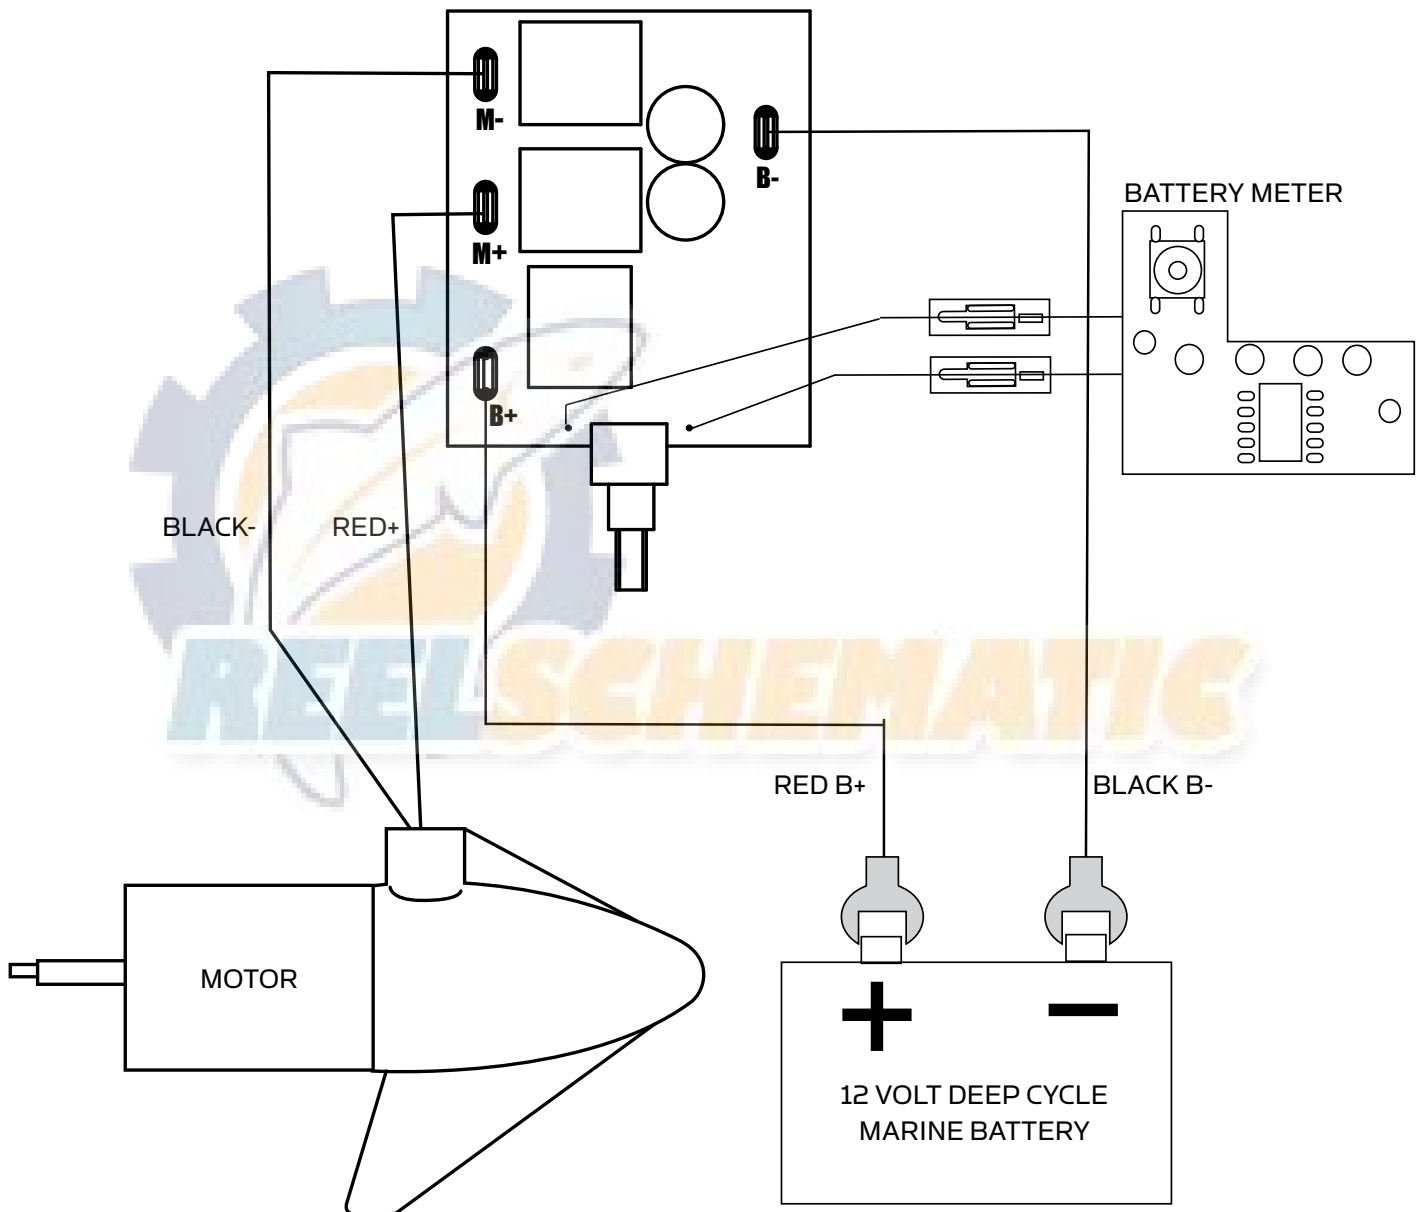 M-
B-
BATTERY METER
M+
B+
BLACK-
RED+
REELSCHEMATIC
RED B+
BLACK B-
MOTOR
12 VOLT DEEP CYCLE
MARINE BATTERY